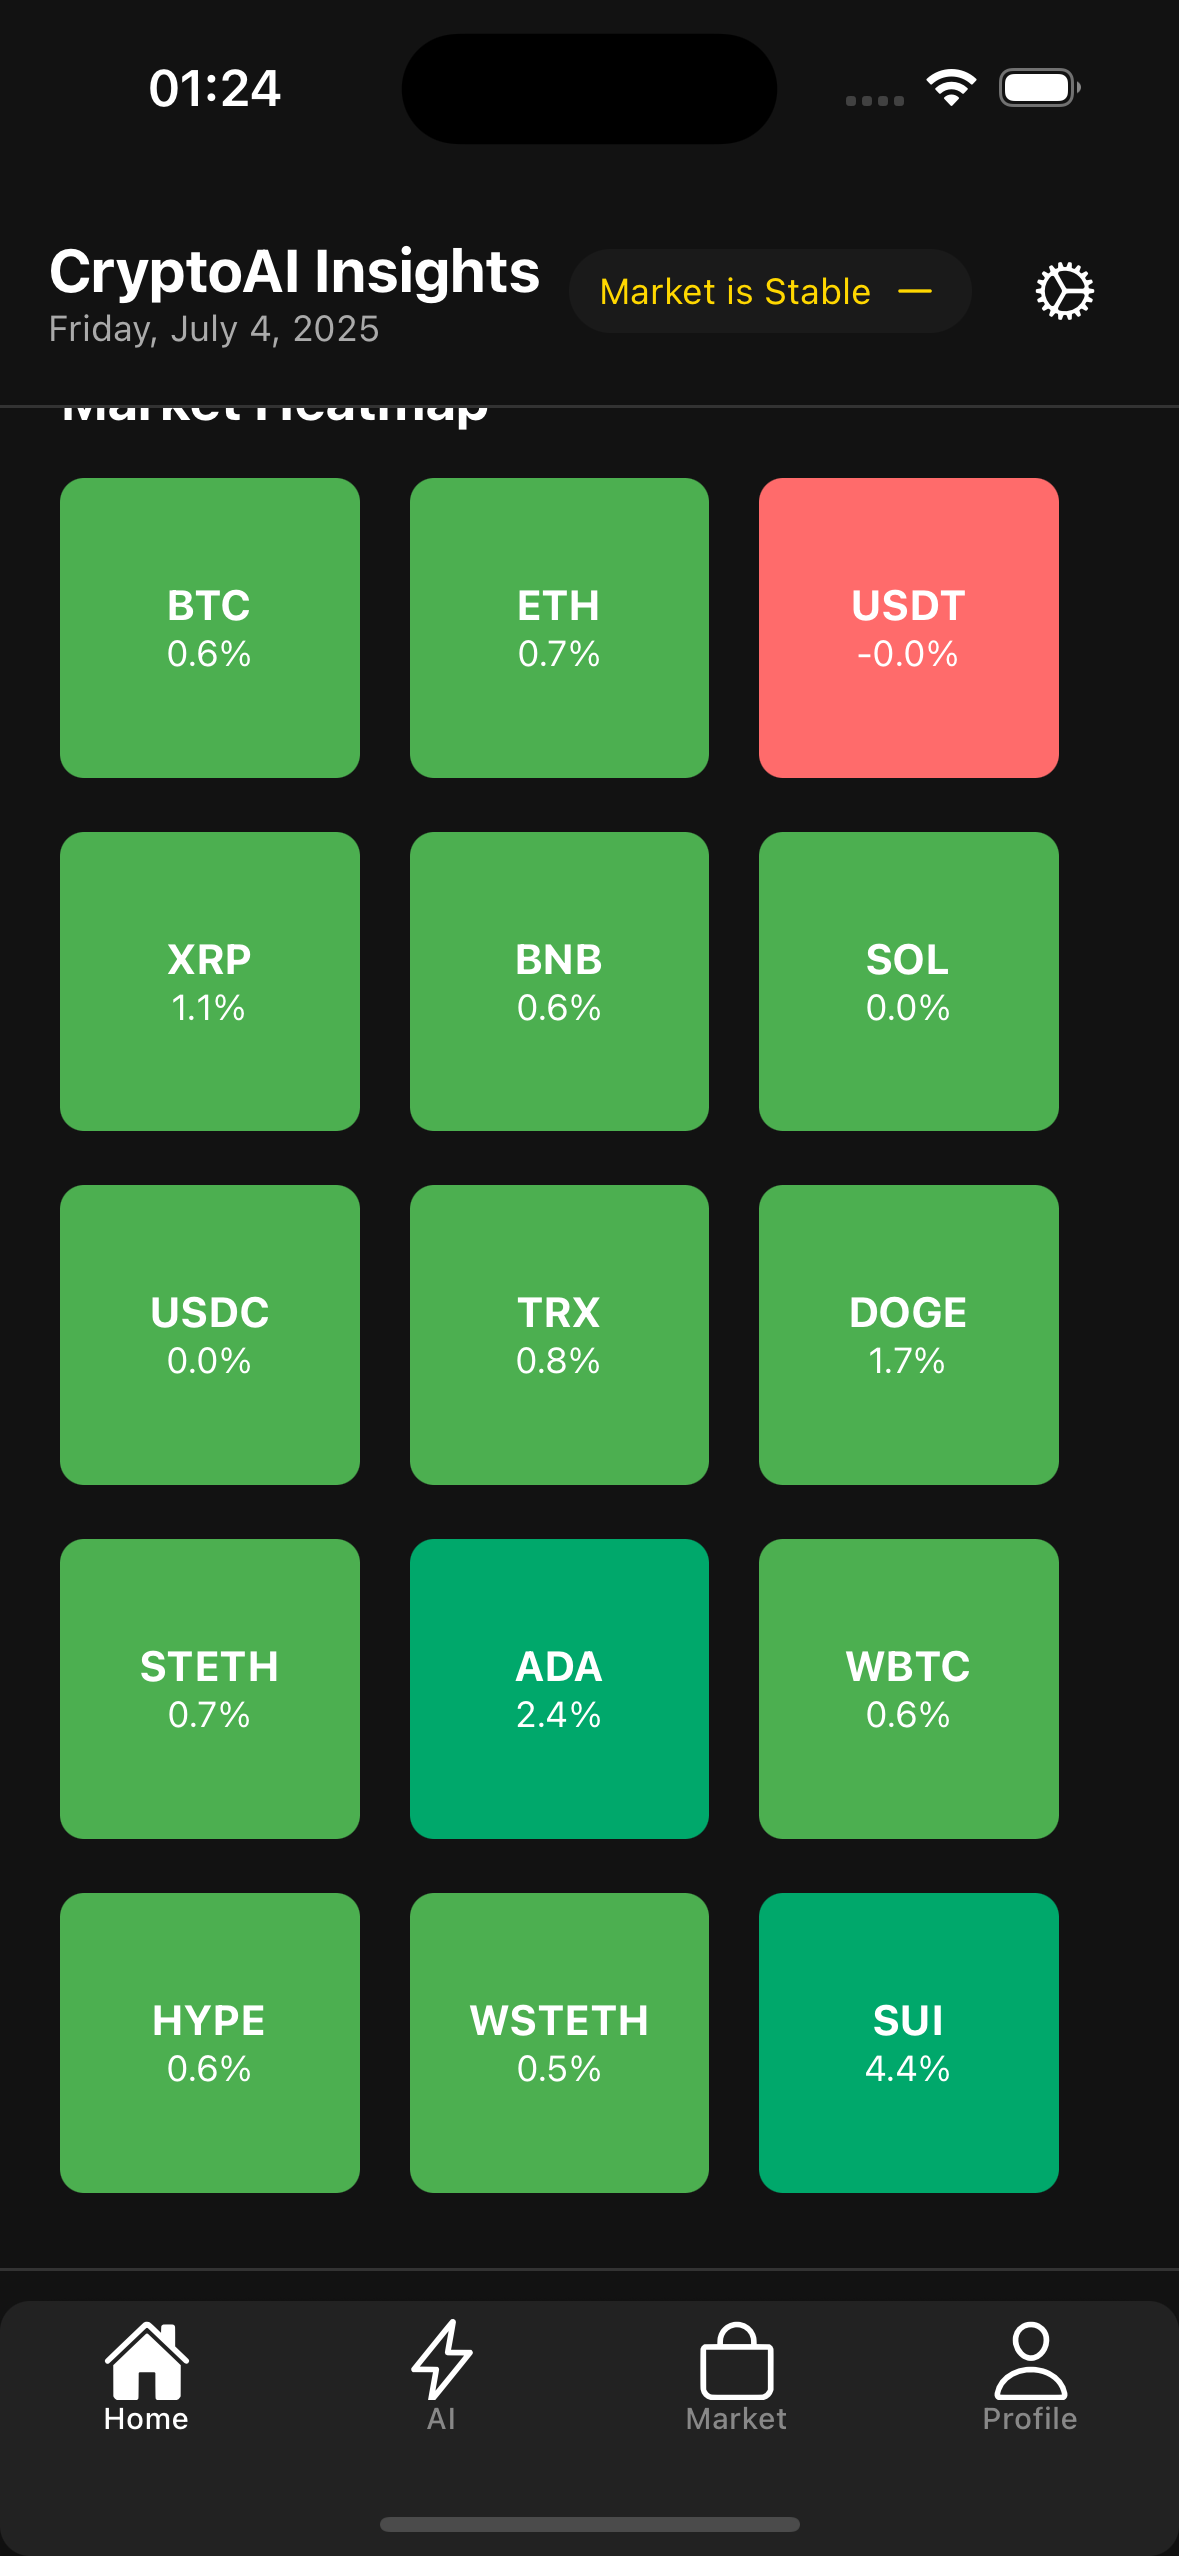 01:24
CryptoAI Insights
Market is Stable
Friday, July 4, 2025
Market Heatmap
BTC
0.6%
ETH
0.7%
USDT
-0.0%
XRP
1.1%
BNB
0.6%
SOL
0.0%
USDC
0.0%
TRX
0.8%
DOGE
1.7%
STETH
0.7%
ADA
2.4%
WBTC
0.6%
HYPE
0.6%
WSTETH
0.5%
SUI
4.4%
Home
AI
Market
Profile